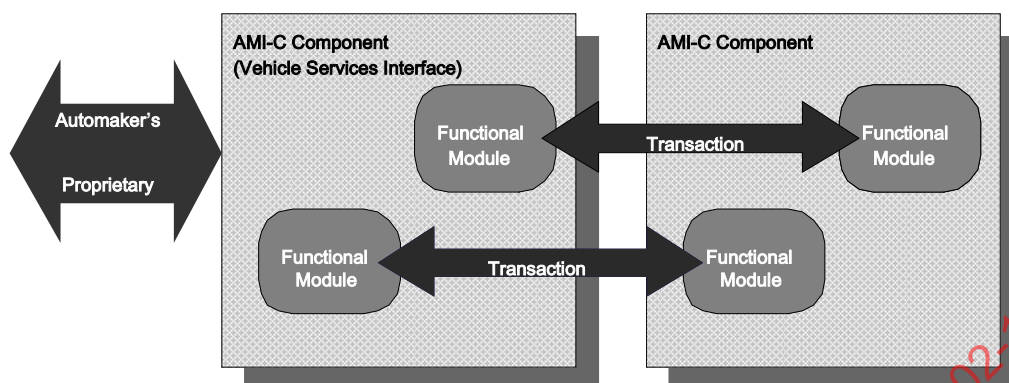 AMI-C Component
(Vehicle Services Interface)
AMI-C Component
Automaker's
Proprietary
Functional
Module
Transaction
Functional
Module
Functional
Module
Transaction
Functional
Module
02-